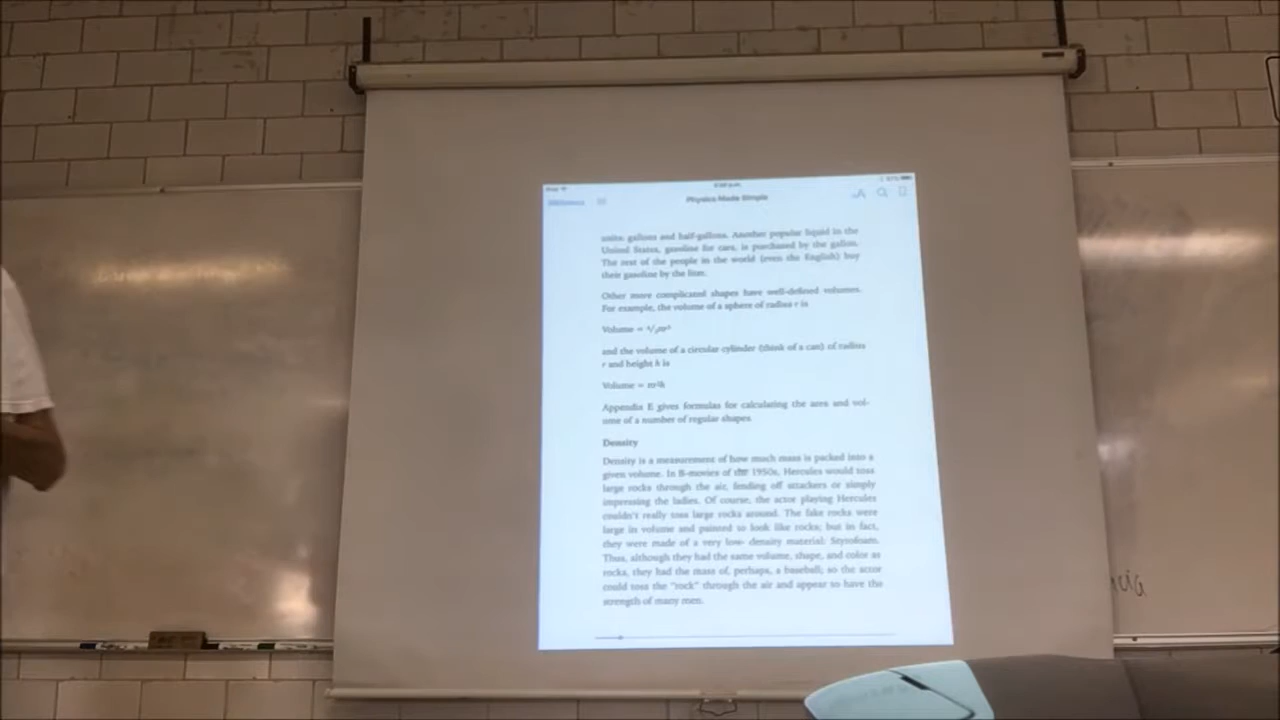 Biblioteca
Physics Made Simple
units: gallons and half-gallons. Another popular liquid in the
United States, gasoline for cars, is purchased by the gallon.
The rest of the people in the world (even the English) buy
their gasoline by the liter.
Other more complicated shapes have well-defined volumes.
For example, the volume of a sphere of radius r is
Volume = ⁴/₃πr³
and the volume of a circular cylinder (think of a can) of radius
r and height h is
Volume = πr²h
Appendix E gives formulas for calculating the area and vol-
ume of a number of regular shapes.
Density
Density is a measurement of how much mass is packed into a
given volume. In B-movies of the 1950s, Hercules would toss
large rocks through the air, fending off attackers or simply
impressing the ladies. Of course, the actor playing Hercules
couldn't really toss large rocks around. The fake rocks were
large in volume and painted to look like rocks; but in fact,
they were made of a very low- density material: Styrofoam.
Thus, although they had the same volume, shape, and color as
rocks, they had the mass of, perhaps, a baseball; so the actor
could toss the "rock" through the air and appear to have the
strength of many men.